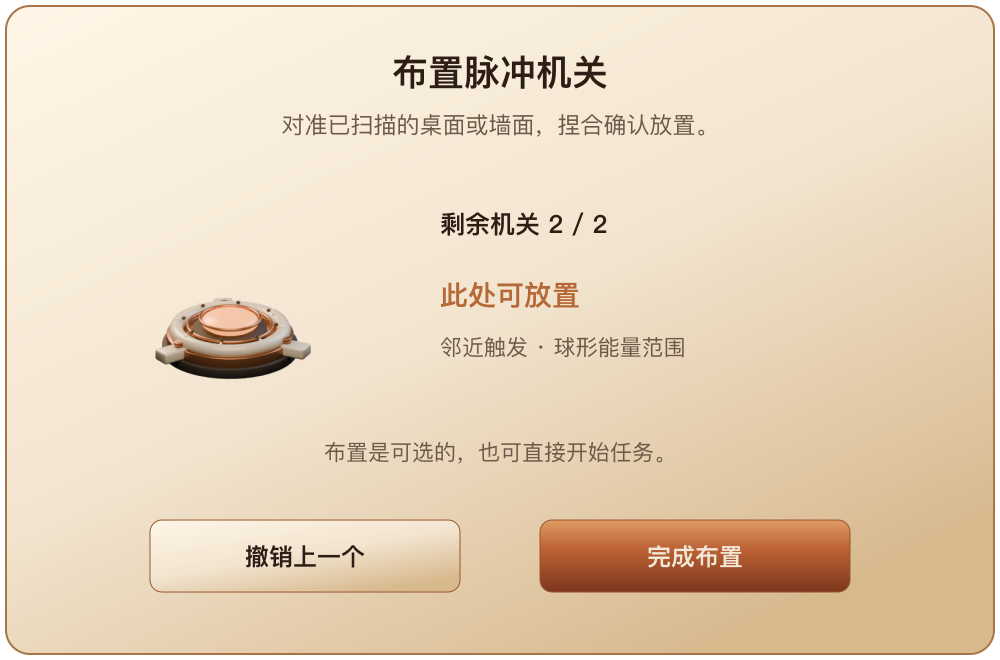 布置脉冲机关
对准已扫描的桌面或墙面，捏合确认放置。
剩余机关 2 / 2
此处可放置
邻近触发 · 球形能量范围
布置是可选的，也可直接开始任务。
撤销上一个
完成布置